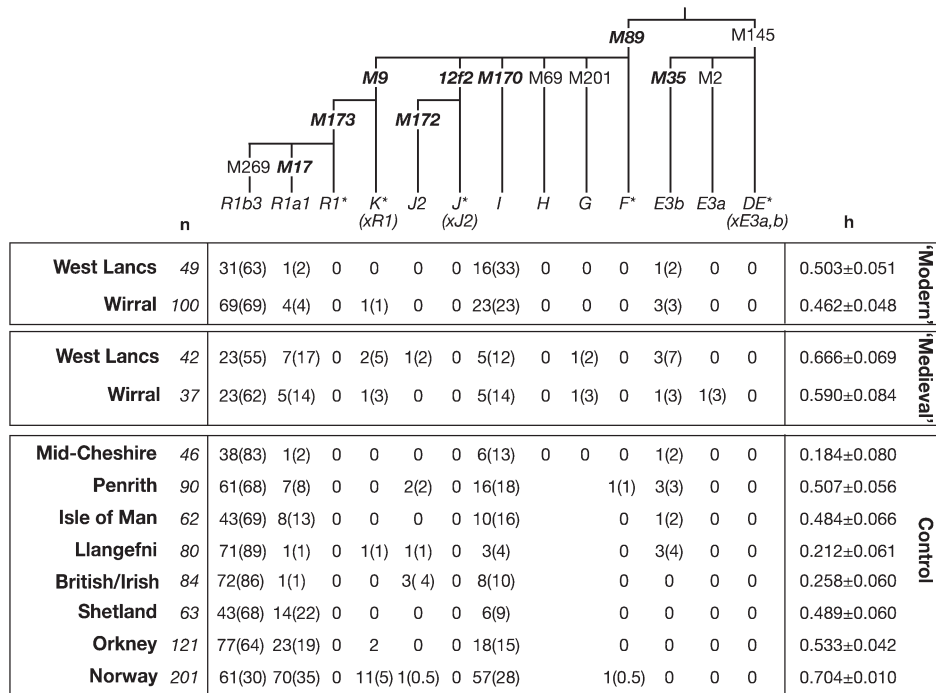 M89 M145
M9 12f2 M170 M69 M201 M35 M2
M173 M172
M269 M17
R1b3 R1a1 R1* K* J2 J* I H G F* E3b E3a DE*
(xR1) (xJ2) (xE3a,b)
n h
West Lancs 49 31(63) 1(2) 0 0 0 0 16(33) 0 0 0 1(2) 0 0 0.503±0.051
Wirral 100 69(69) 4(4) 0 1(1) 0 0 23(23) 0 0 0 3(3) 0 0 0.462±0.048
'Modern'
West Lancs 42 23(55) 7(17) 0 2(5) 1(2) 0 5(12) 0 1(2) 0 3(7) 0 0 0.666±0.069
Wirral 37 23(62) 5(14) 0 1(3) 0 0 5(14) 0 1(3) 0 1(3) 1(3) 0 0.590±0.084
'Medieval'
Mid-Cheshire 46 38(83) 1(2) 0 0 0 0 6(13) 0 0 0 1(2) 0 0 0.184±0.080
Penrith 90 61(68) 7(8) 0 0 2(2) 0 16(18) 1(1) 3(3) 0 0 0.507±0.056
Isle of Man 62 43(69) 8(13) 0 0 0 0 10(16) 0 1(2) 0 0 0.484±0.066
Llangefni 80 71(89) 1(1) 0 1(1) 1(1) 0 3(4) 0 3(4) 0 0 0.212±0.061
British/Irish 84 72(86) 1(1) 0 0 3( 4) 0 8(10) 0 0 0 0 0.258±0.060
Shetland 63 43(68) 14(22) 0 0 0 0 6(9) 0 0 0 0 0.489±0.060
Orkney 121 77(64) 23(19) 0 2 0 0 18(15) 0 0 0 0 0.533±0.042
Norway 201 61(30) 70(35) 0 11(5) 1(0.5) 0 57(28) 1(0.5) 0 0 0 0.704±0.010
Control